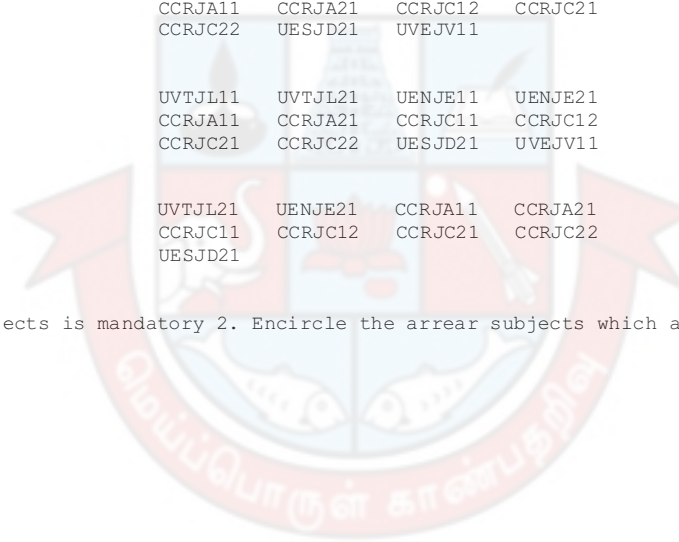 CCRJA11 CCRJA21 CCRJC12 CCRJC21
CCRJC22 UESJD21 UVEJV11
UVTJL11 UVTJL21 UENJE11 UENJE21
CCRJA11 CCRJA21 CCRJC11 CCRJC12
CCRJC21 CCRJC22 UESJD21 UVEJV11
UVTJL21 UENJE21 CCRJA11 CCRJA21
CCRJC11 CCRJC12 CCRJC21 CCRJC22
UESJD21
ects is mandatory 2. Encircle the arrear subjects which a
மெய்ப்பொருள் காண்பதறிவு